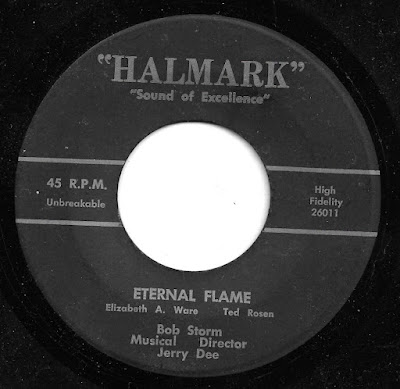 "HALMARK"
"Sound of Excellence"
45 R.P.M.
Unbreakable
High
Fidelity
26011
ETERNAL FLAME
Elizabeth A. Ware Ted Rosen
Bob Storm
Musical Director
Jerry Dee